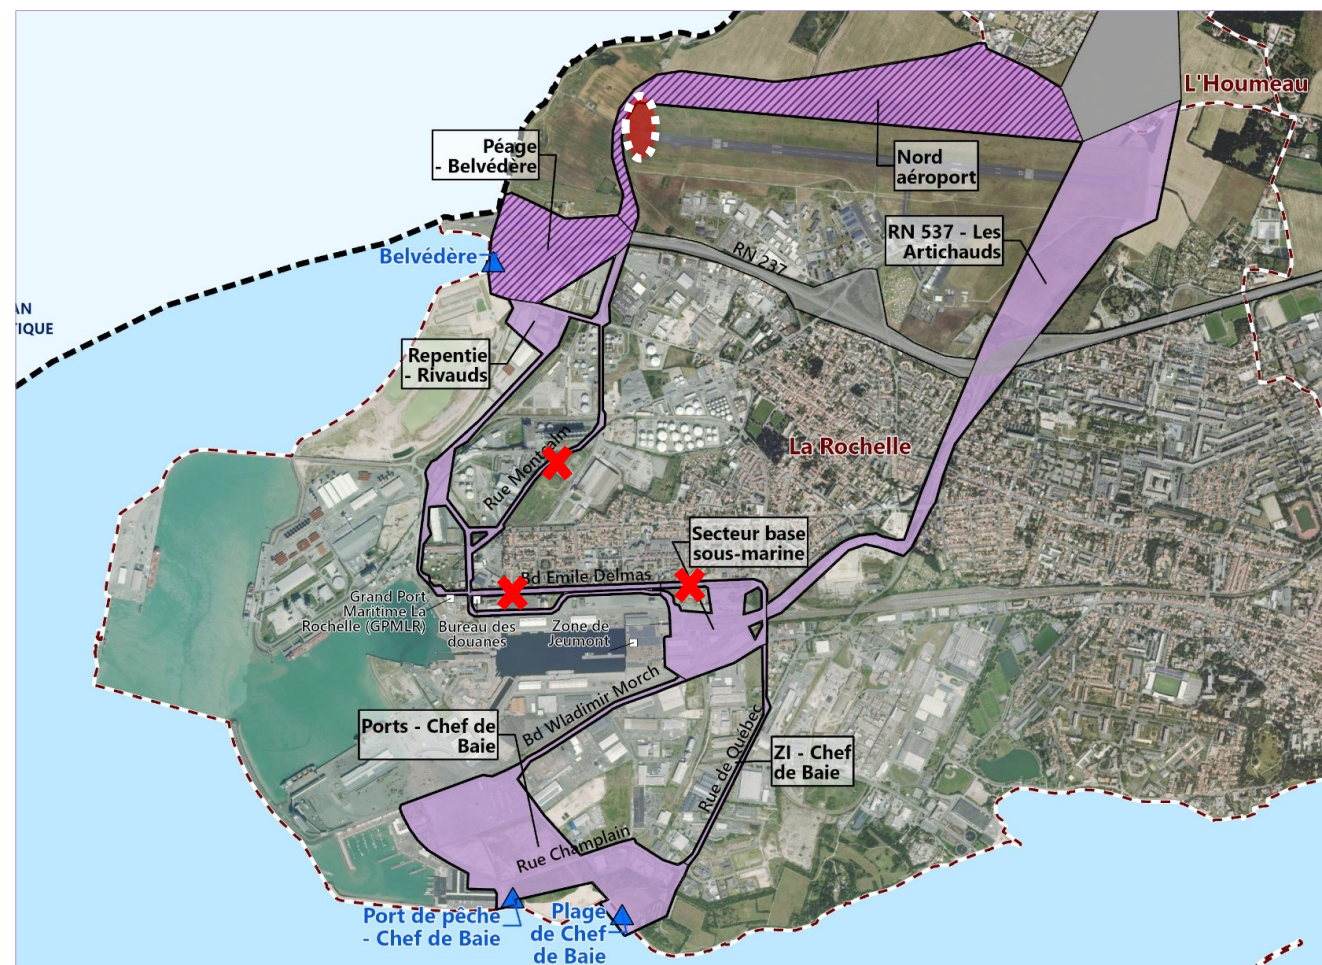 L'Houmeau
Péage
- Belvédère
Nord
aéroport
RN 537 - Les
Artichauds
RN 237
Belvédère
AN
TIQUE
Repentie
- Rivauds
La Rochelle
Rue Montcalm
Secteur base
sous-marine
Bd Emile Delmas
Grand Port
Maritime La
Rochelle (GPMLR)
Bureau des
douanes
Zone de
Jeumont
Bd Wladimir Morch
Ports - Chef de
Baie
Rue de Québec
ZI - Chef
de Baie
Rue Champlain
Port de pêche
- Chef de Baie
Plage
de Chef
de Baie